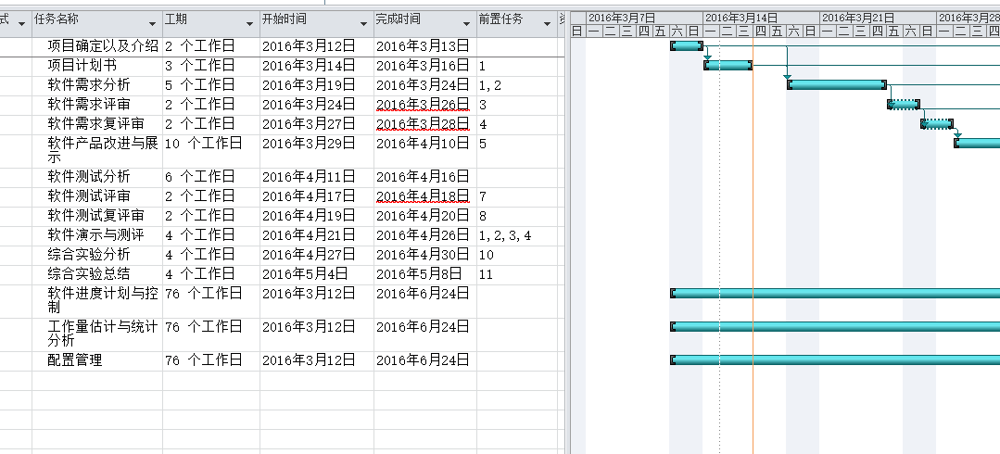 式 任务名称 工期 开始时间 完成时间 前置任务 2016年3月7日 2016年3月14日 2016年3月21日 2016年3月28
日 一 二 三 四 五 六 日 一 二 三 四 五 六 日 一 二 三 四 五 六 日 一 二 三 四
项目确定以及介绍 2 个工作日 2016年3月12日 2016年3月13日
项目计划书 3 个工作日 2016年3月14日 2016年3月16日 1
软件需求分析 5 个工作日 2016年3月19日 2016年3月24日 1,2
软件需求评审 2 个工作日 2016年3月24日 2016年3月26日 3
软件需求复评审 2 个工作日 2016年3月27日 2016年3月28日 4
软件产品改进与展 10 个工作日 2016年3月29日 2016年4月10日 5
示
软件测试分析 6 个工作日 2016年4月11日 2016年4月16日
软件测试评审 2 个工作日 2016年4月17日 2016年4月18日 7
软件测试复评审 2 个工作日 2016年4月19日 2016年4月20日 8
软件演示与测评 4 个工作日 2016年4月21日 2016年4月26日 1,2,3,4
综合实验分析 4 个工作日 2016年4月27日 2016年4月30日 10
综合实验总结 4 个工作日 2016年5月4日 2016年5月8日 11
软件进度计划与控 76 个工作日 2016年3月12日 2016年6月24日
制
工作量估计与统计 76 个工作日 2016年3月12日 2016年6月24日
分析
配置管理 76 个工作日 2016年3月12日 2016年6月24日